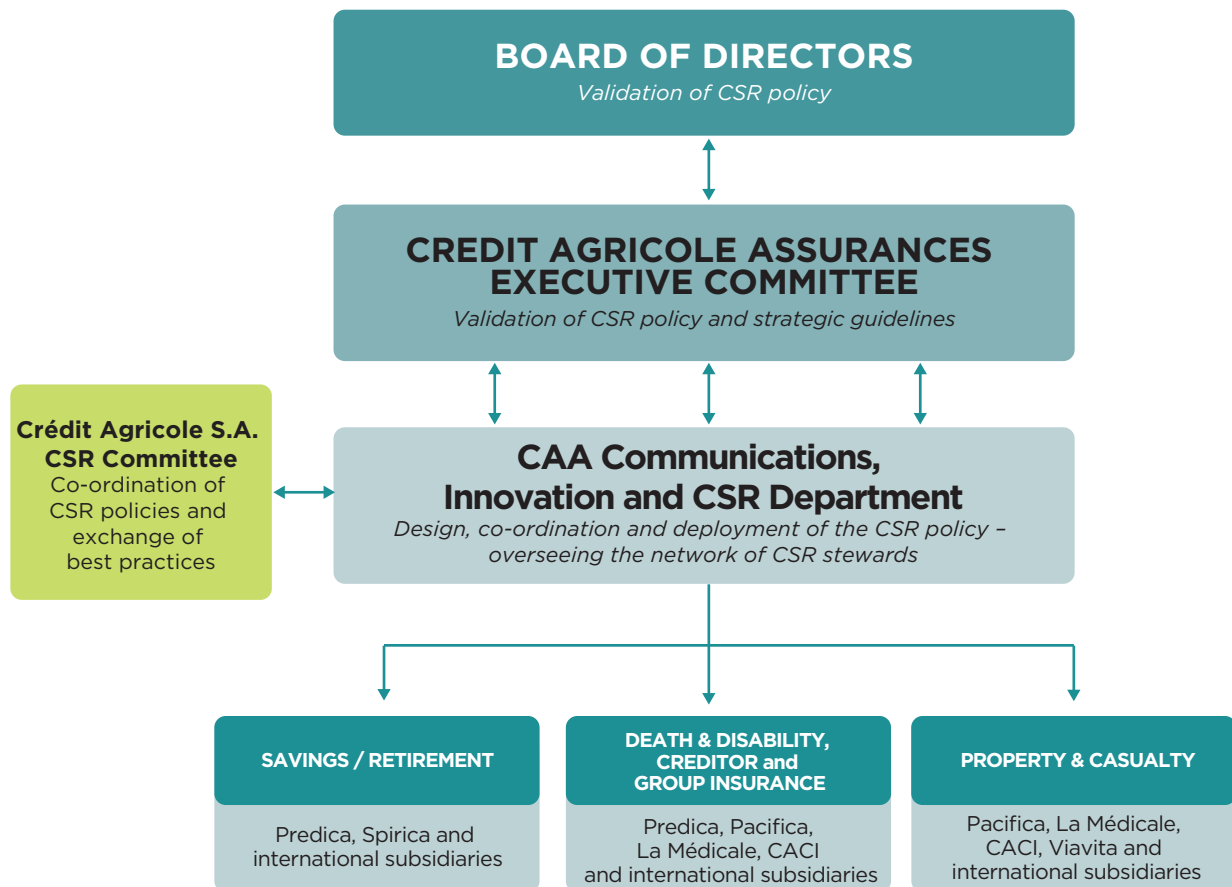 BOARD OF DIRECTORS
Validation of CSR policy
CREDIT AGRICOLE ASSURANCES
EXECUTIVE COMMITTEE
Validation of CSR policy and strategic guidelines
Crédit Agricole S.A.
CSR Committee
Co-ordination of
CSR policies and
exchange of
best practices
CAA Communications,
Innovation and CSR Department
Design, co-ordination and deployment of the CSR policy –
overseeing the network of CSR stewards
SAVINGS / RETIREMENT
Predica, Spirica and
international subsidiaries
DEATH & DISABILITY,
CREDITOR and
GROUP INSURANCE
Predica, Pacifica,
La Médicale, CACI
and international subsidiaries
PROPERTY & CASUALTY
Pacifica, La Médicale,
CACI, Viavita and
international subsidiaries